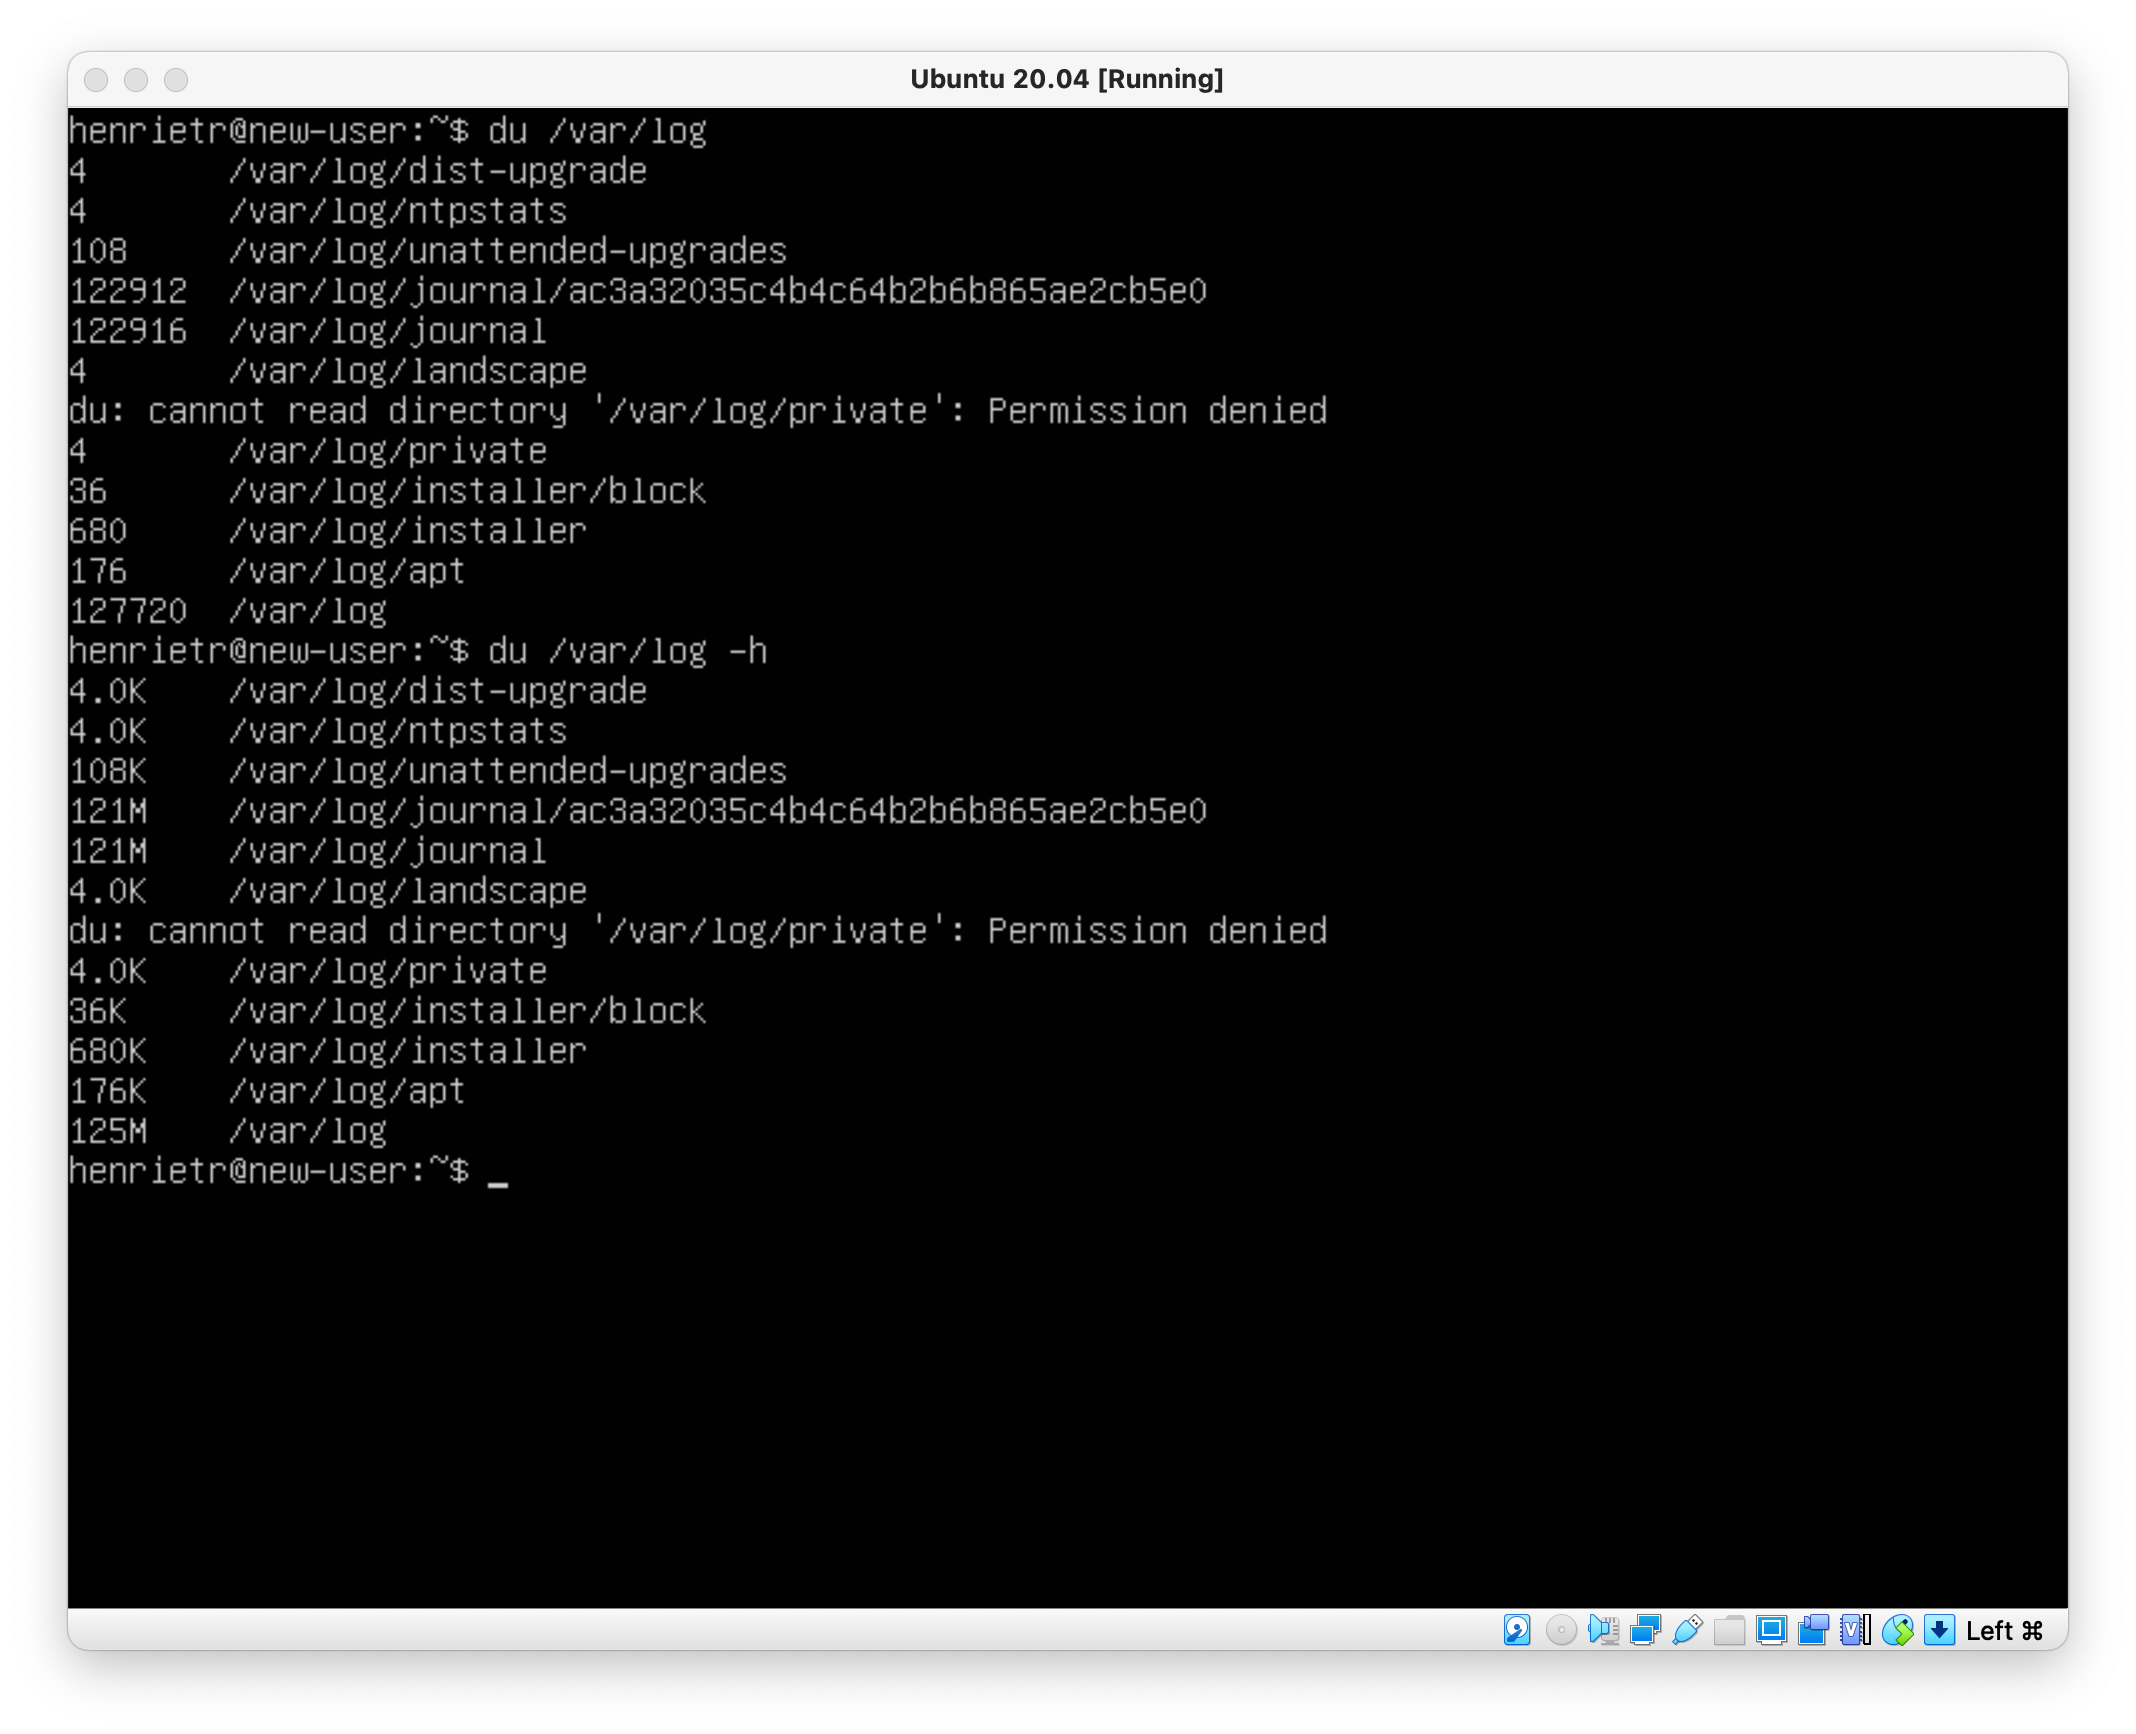 Ubuntu 20.04 [Running]
henrietr@new-user:~$ du /var/log
4 /var/log/dist-upgrade
4 /var/log/ntpstats
108 /var/log/unattended-upgrades
122912 /var/log/journal/ac3a32035c4b4c64b2b6b865ae2cb5e0
122916 /var/log/journal
4 /var/log/landscape
du: cannot read directory '/var/log/private': Permission denied
4 /var/log/private
36 /var/log/installer/block
680 /var/log/installer
176 /var/log/apt
127720 /var/log
henrietr@new-user:~$ du /var/log -h
4.0K /var/log/dist-upgrade
4.0K /var/log/ntpstats
108K /var/log/unattended-upgrades
121M /var/log/journal/ac3a32035c4b4c64b2b6b865ae2cb5e0
121M /var/log/journal
4.0K /var/log/landscape
du: cannot read directory '/var/log/private': Permission denied
4.0K /var/log/private
36K /var/log/installer/block
680K /var/log/installer
176K /var/log/apt
125M /var/log
henrietr@new-user:~$ _
Left ⌘